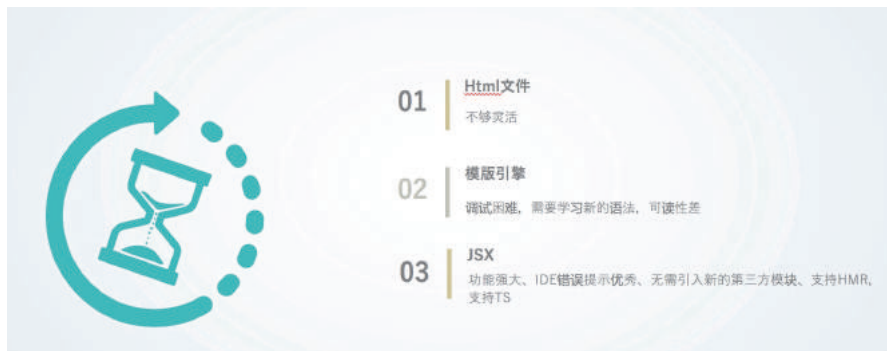 01
Html文件
不够灵活
02
模版引擎
调试困难，需要学习新的语法，可读性差
03
JSX
功能强大、IDE错误提示优秀、无需引入新的第三方模块、支持HMR，
支持TS